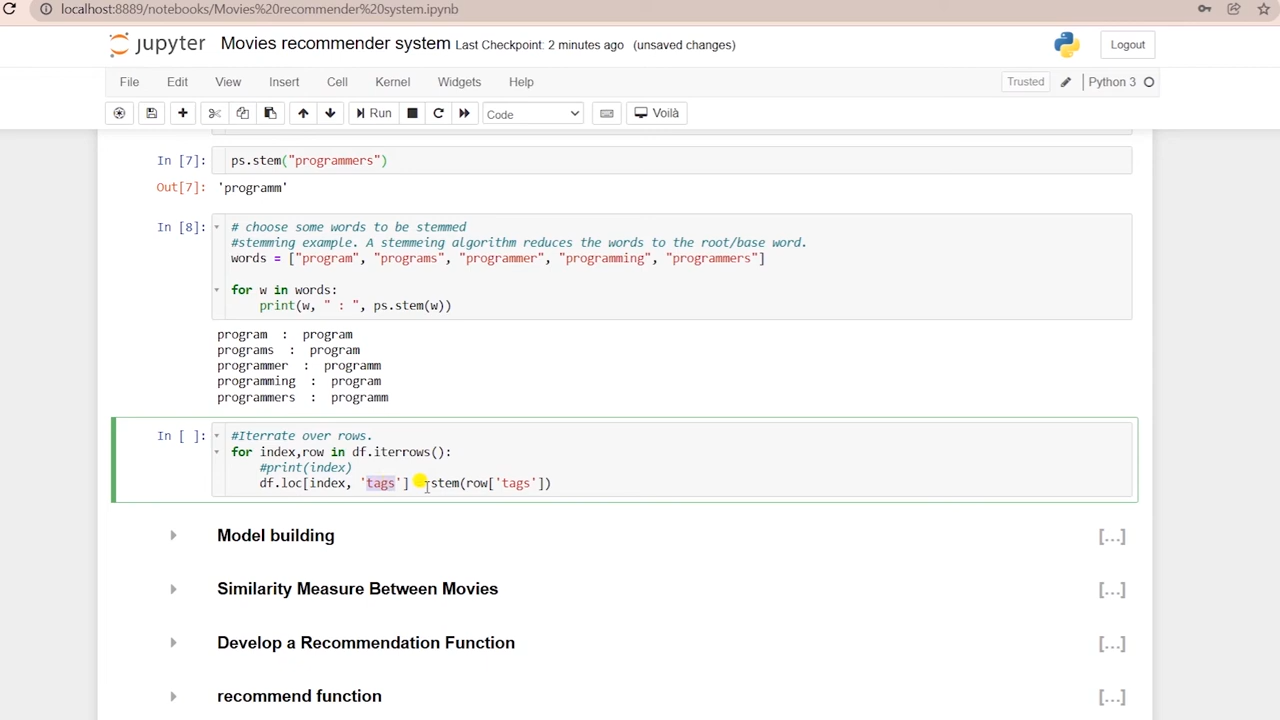 localhost:8889/notebooks/Movies%20recommender%20system.ipynb
jupyter Movies recommender system Last Checkpoint: 2 minutes ago (unsaved changes) Logout
File Edit View Insert Cell Kernel Widgets Help Trusted Python 3
Run Code Voilà
In [7]: ps.stem("programmers")
Out[7]: 'programm'
In [8]: # choose some words to be stemmed
#stemming example. A stemmeing algorithm reduces the words to the root/base word.
words = ["program", "programs", "programmer", "programming", "programmers"]
for w in words:
print(w, " : ", ps.stem(w))
program : program
programs : program
programmer : programm
programming : program
programmers : programm
In [ ]: #Iterrate over rows.
for index,row in df.iterrows():
#print(index)
df.loc[index, 'tags'] stem(row['tags'])
Model building [...]
Similarity Measure Between Movies [...]
Develop a Recommendation Function [...]
recommend function [...]